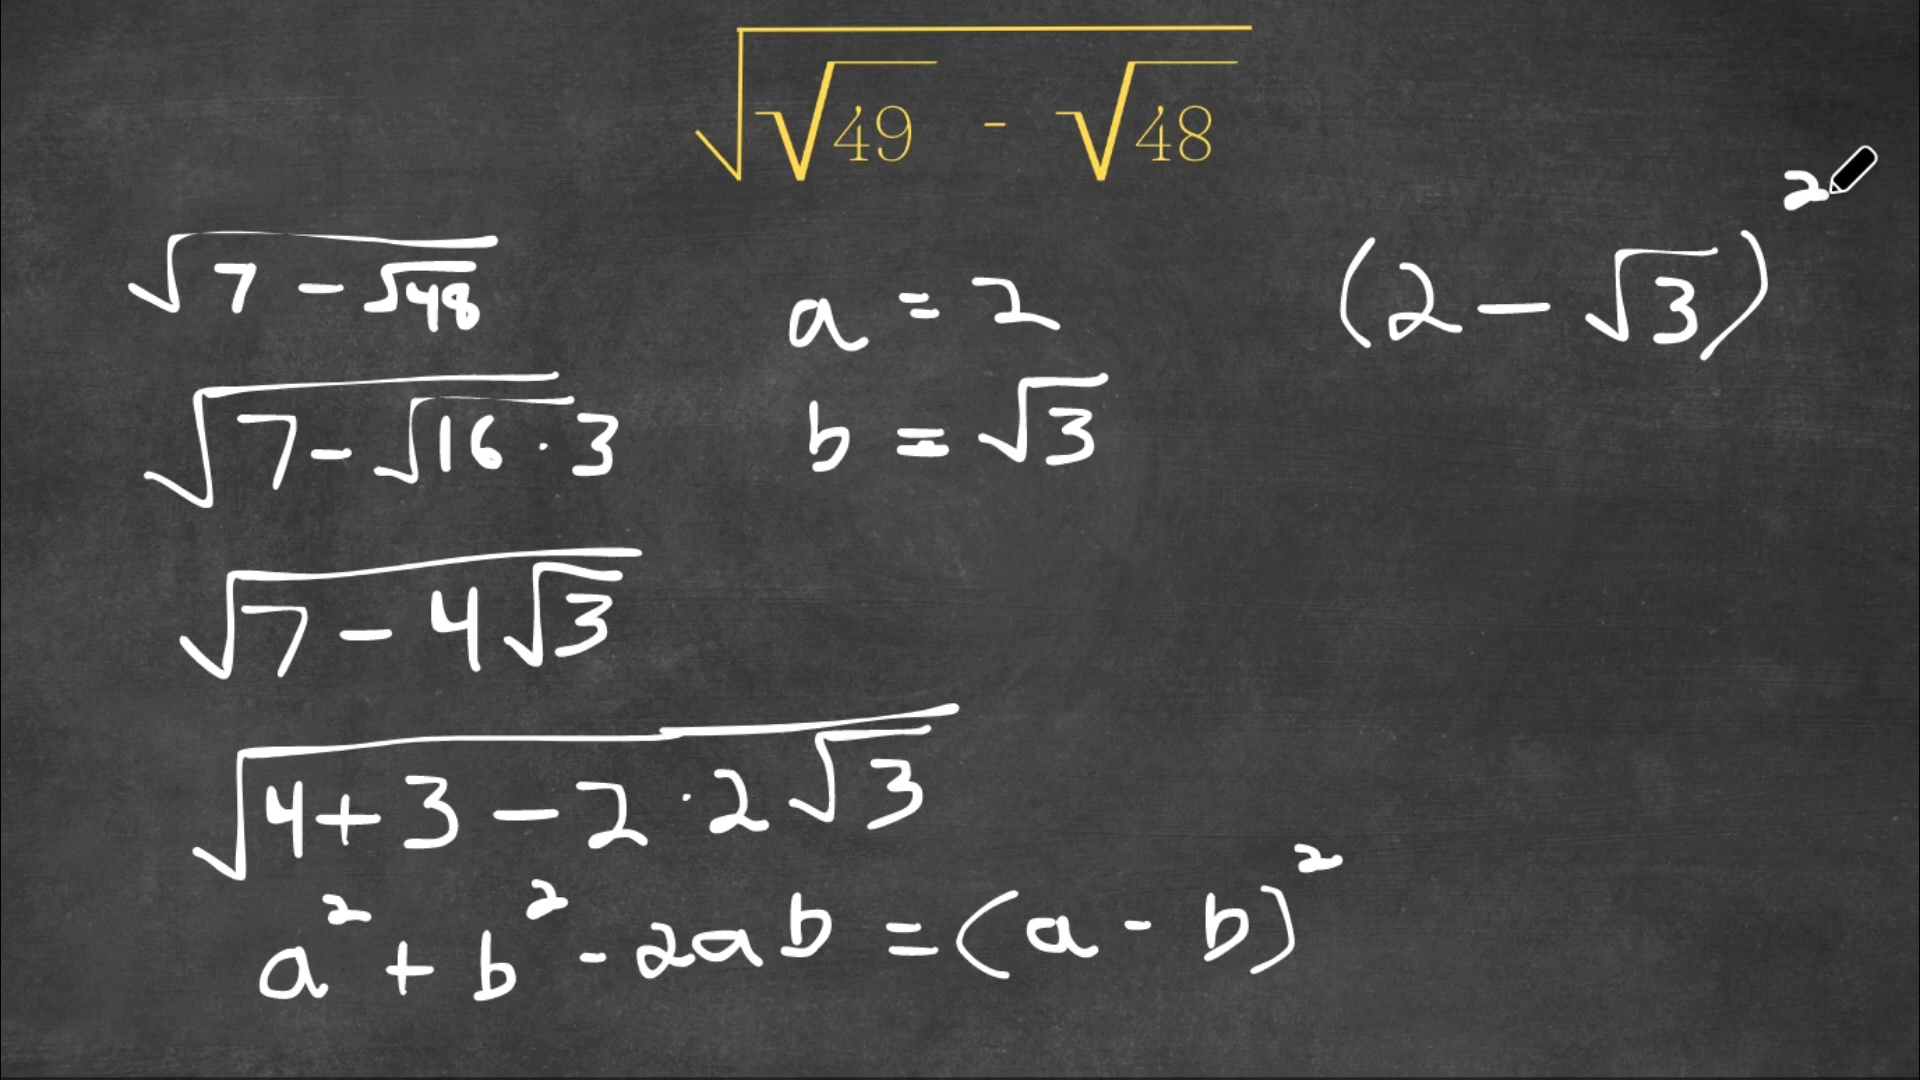 √(√49 - √48)
√(7 - √48)
√(7 - √16 · 3)
√(7 - 4√3)
√(4 + 3 - 2 · 2√3)
a² + b² - 2ab = (a - b)²
a = 2
b = √3
(2 - √3)²